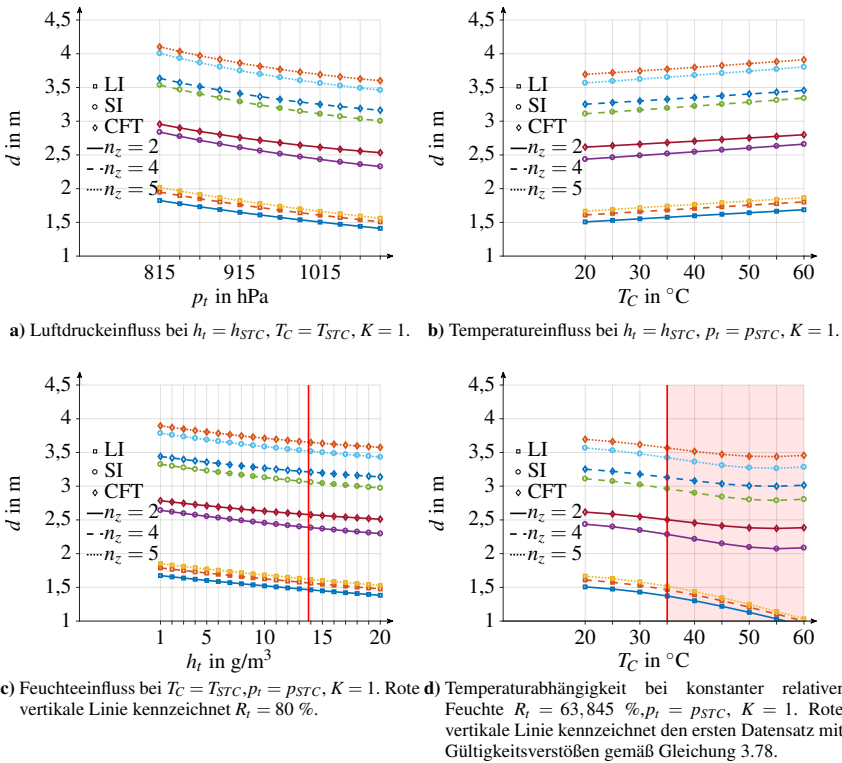 4,5
4
3,5
3
2,5
2
1,5
1
d in m
LI
SI
CFT
n_z = 2
n_z = 4
n_z = 5
815 915 1015
p_t in hPa
a) Luftdruckeinfluss bei h_t = h_STC, T_C = T_STC, K = 1.
4,5
4
3,5
3
2,5
2
1,5
1
d in m
LI
SI
CFT
n_z = 2
n_z = 4
n_z = 5
20 30 40 50 60
T_C in °C
b) Temperatureinfluss bei h_t = h_STC, p_t = p_STC, K = 1.
4,5
4
3,5
3
2,5
2
1,5
1
d in m
LI
SI
CFT
n_z = 2
n_z = 4
n_z = 5
1 5 10 15 20
h_t in g/m³
c) Feuchteeinfluss bei T_C = T_STC,p_t = p_STC, K = 1. Rote
vertikale Linie kennzeichnet R_t = 80 %.
4,5
4
3,5
3
2,5
2
1,5
1
d in m
LI
SI
CFT
n_z = 2
n_z = 4
n_z = 5
20 30 40 50 60
T_C in °C
d) Temperaturabhängigkeit bei konstanter relativer
Feuchte R_t = 63,845 %,p_t = p_STC, K = 1. Rote
vertikale Linie kennzeichnet den ersten Datensatz mit
Gültigkeitsverstößen gemäß Gleichung 3.78.